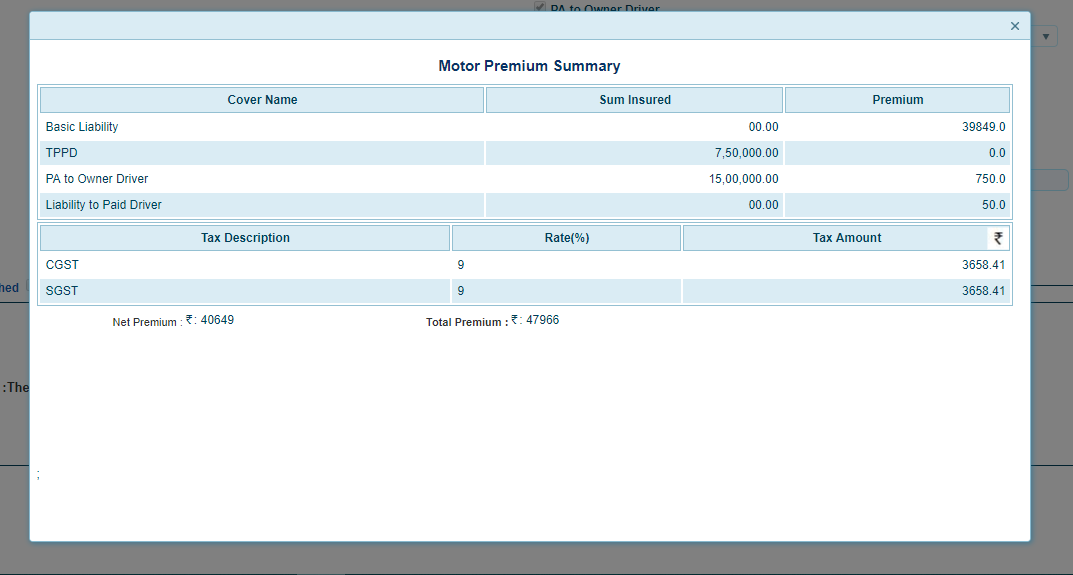 PA to Owner Driver
×
Motor Premium Summary
Cover Name Sum Insured Premium
Basic Liability 00.00 39849.0
TPPD 7,50,000.00 0.0
PA to Owner Driver 15,00,000.00 750.0
Liability to Paid Driver 00.00 50.0
Tax Description Rate(%) Tax Amount ₹
CGST 9 3658.41
SGST 9 3658.41
hed
Net Premium : ₹: 40649 Total Premium : ₹: 47966
:The
;